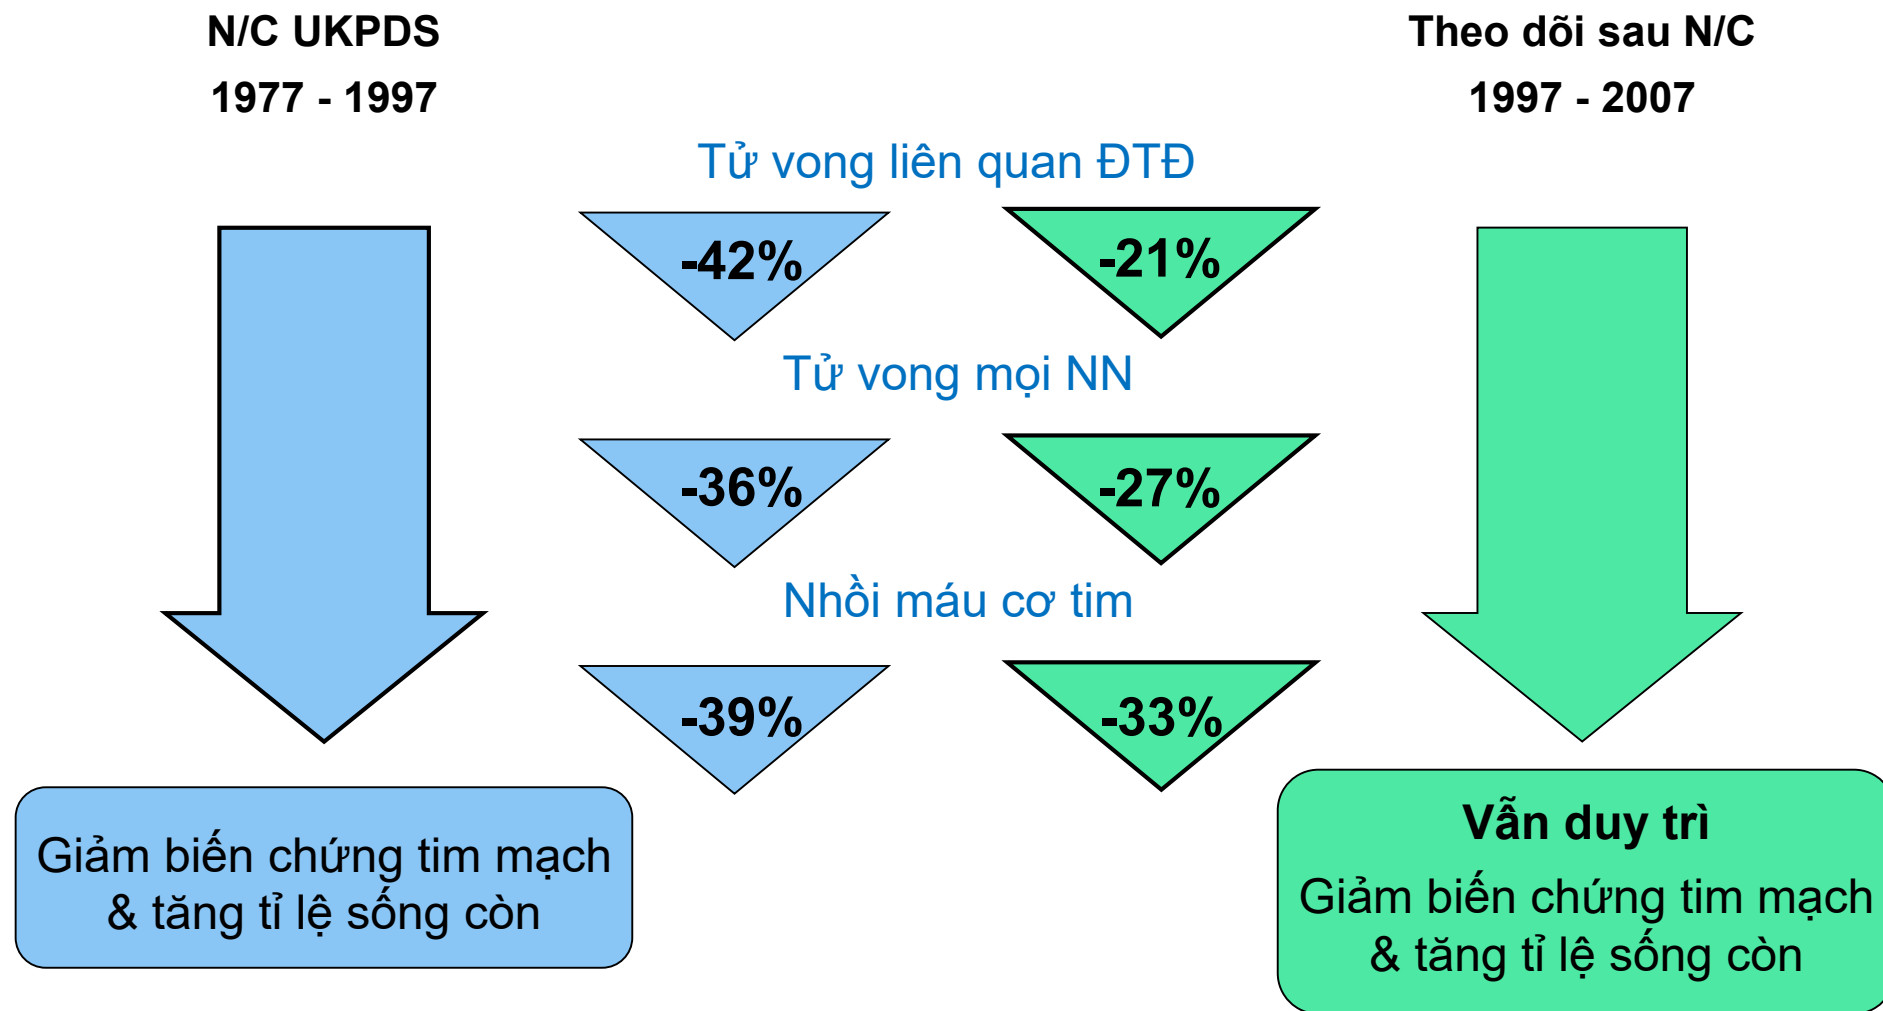 N/C UKPDS
1977 - 1997
Theo dõi sau N/C
1997 - 2007
Tử vong liên quan ĐTĐ
-42%
-21%
Tử vong mọi NN
-36%
-27%
Nhồi máu cơ tim
-39%
-33%
Giảm biến chứng tim mạch
& tăng tỉ lệ sống còn
Vẫn duy trì
Giảm biến chứng tim mạch
& tăng tỉ lệ sống còn